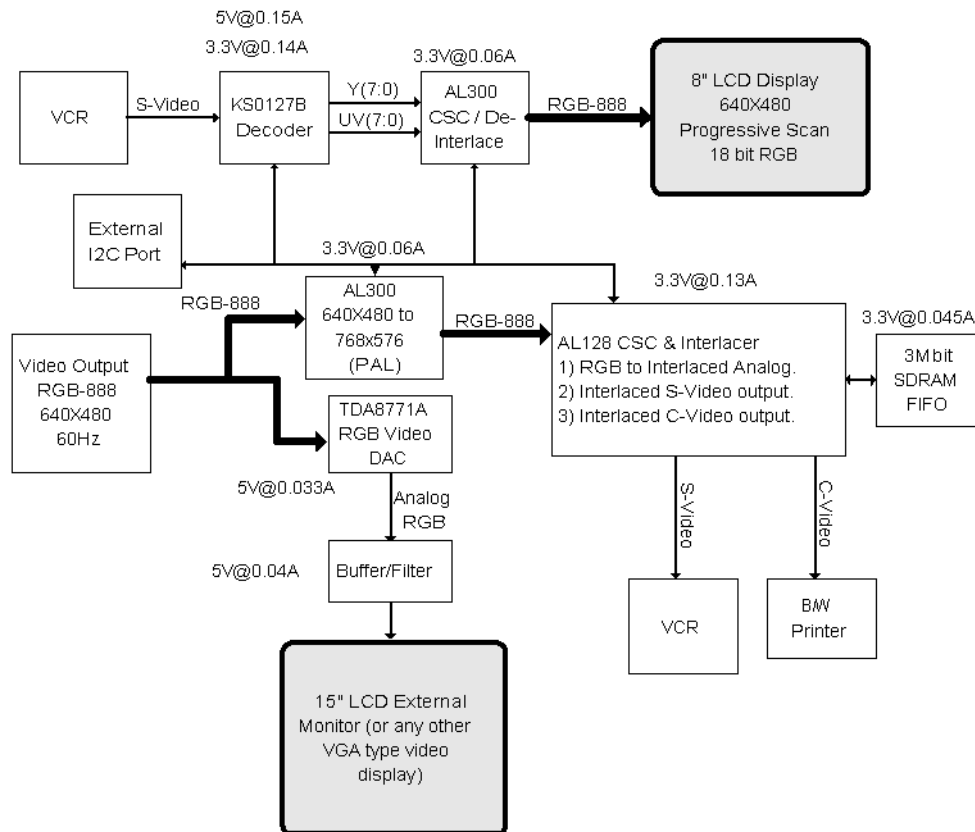 5V@0.15A
3.3V@0.14A
3.3V@0.06A
VCR
S-Video
KS0127B
Decoder
Y(7:0)
UV(7:0)
AL300
CSC / De-
Interlace
RGB-888
8" LCD Display
640X480
Progressive Scan
18 bit RGB
External
I2C Port
3.3V@0.06A
RGB-888
AL300
640X480 to
768x576
(PAL)
RGB-888
3.3V@0.13A
AL128 CSC & Interlacer
1) RGB to Interlaced Analog.
2) Interlaced S-Video output.
3) Interlaced C-Video output.
3.3V@0.045A
3Mbit
SDRAM
FIFO
Video Output
RGB-888
640X480
60Hz
TDA8771A
RGB Video
DAC
5V@0.033A
Analog
RGB
5V@0.04A
Buffer/Filter
S-Video
C-Video
VCR
B/W
Printer
15" LCD External
Monitor (or any other
VGA type video
display)